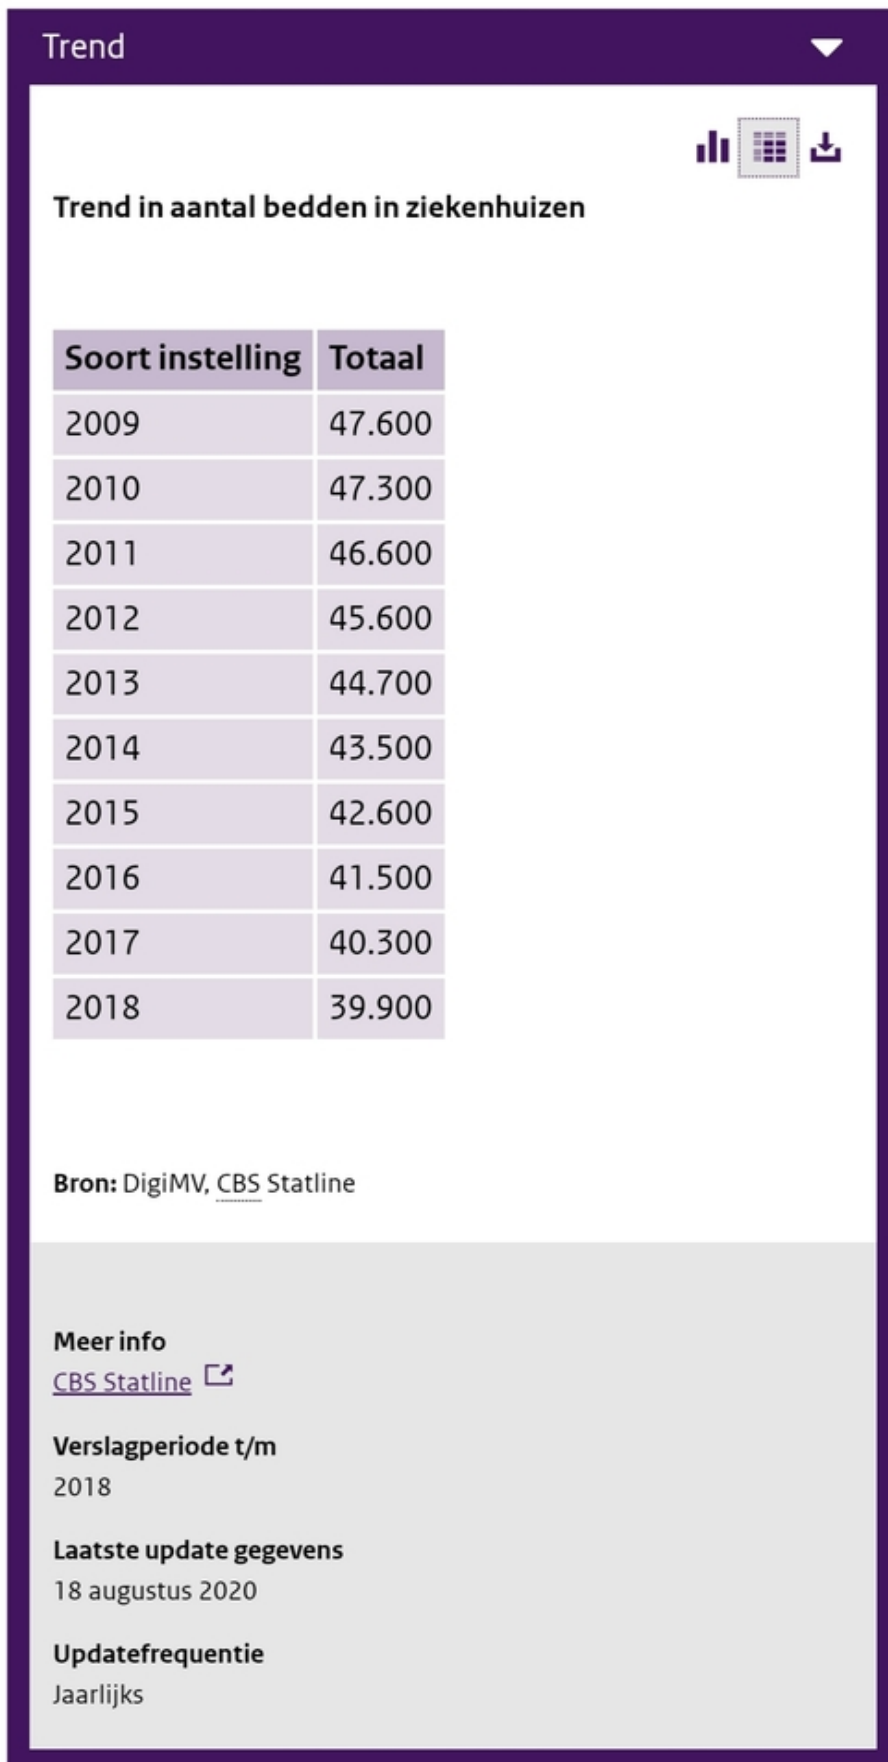 Trend
Trend in aantal bedden in ziekenhuizen
Soort instelling Totaal
2009 47.600
2010 47.300
2011 46.600
2012 45.600
2013 44.700
2014 43.500
2015 42.600
2016 41.500
2017 40.300
2018 39.900
Bron: DigiMV, CBS Statline
Meer info
CBS Statline
Verslagperiode t/m
2018
Laatste update gegevens
18 augustus 2020
Updatefrequentie
Jaarlijks